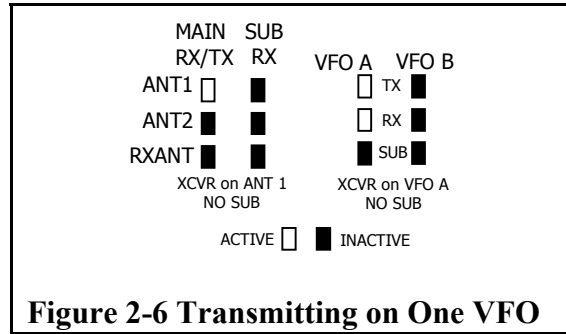 MAIN SUB
RX/TX RX
VFO A VFO B
ANT1
TX
ANT2
RX
RXANT
SUB
XCVR on ANT 1
NO SUB
XCVR on VFO A
NO SUB
ACTIVE INACTIVE
Figure 2-6 Transmitting on One VFO